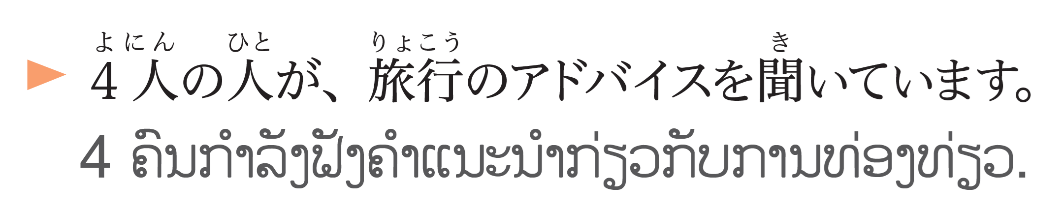 よにん ひと りょこう き
4人の人が、旅行のアドバイスを聞いています。
4 ຄົນກຳລັງຟັງຄຳແນະນຳກ່ຽວກັບການທ່ອງທ່ຽວ.